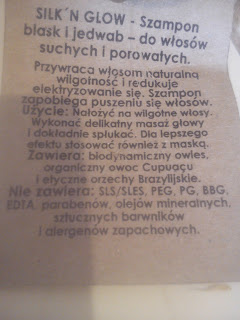 SILK´N GLOW - Szampon
blask i jedwab - do włosów
suchych i porowatych.
Przywraca włosom naturalną
wilgotność i redukuje
elektryzowanie się. Szampon
zapobiega puszeniu się włosów.
Użycie: Nałożyć na wilgotne włosy.
Wykonać delikatny masaż głowy
i dokładnie spłukać. Dla lepszego
efektu stosować również z maską.
Zawiera: biodynamiczny owies,
organiczny owoc Cupuaçu
i etyczne orzechy Brazylijskie.
Nie zawiera: SLS/SLES, PEG, PG, BBG,
EDTA, parabenów, olejów mineralnych,
sztucznych barwników
i alergenów zapachowych.